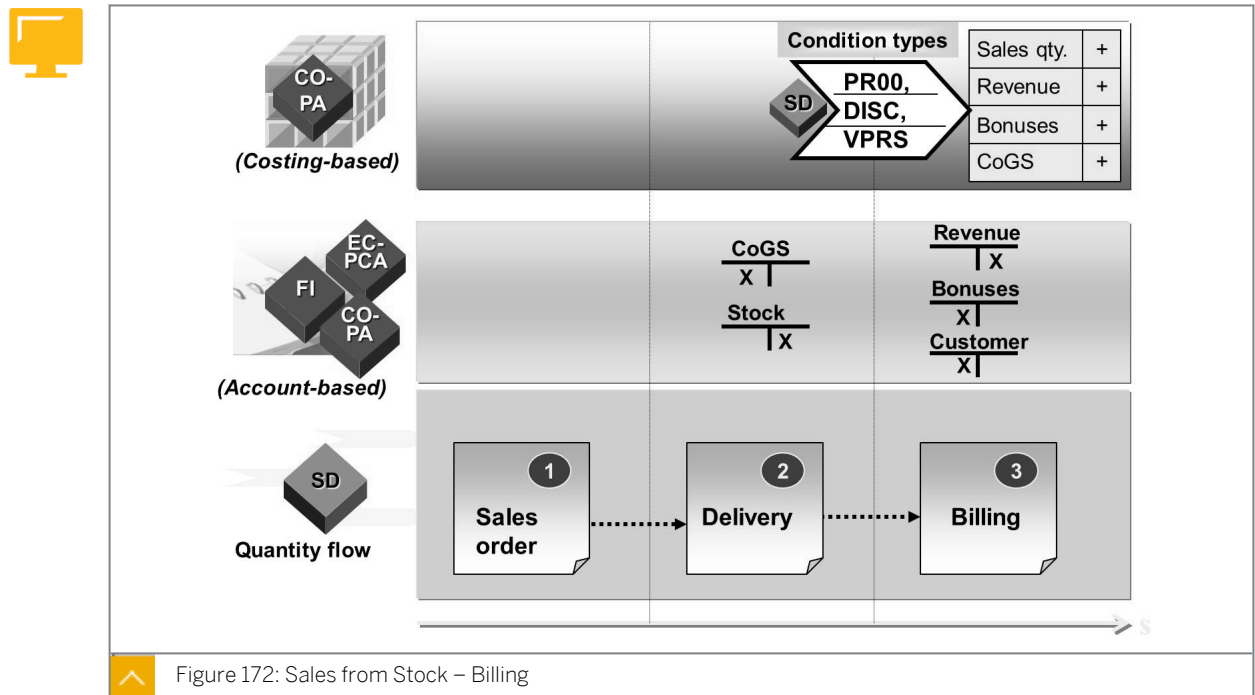 Condition types
CO-
PA
(Costing-based)
SD
PR00,
DISC,
VPRS
Sales qty. +
Revenue +
Bonuses +
CoGS +
EC-
PCA
FI
CO-
PA
(Account-based)
CoGS
X
Stock
X
Revenue
X
Bonuses
X
Customer
X
SD
Quantity flow
1
Sales
order
2
Delivery
3
Billing
s
Figure 172: Sales from Stock – Billing